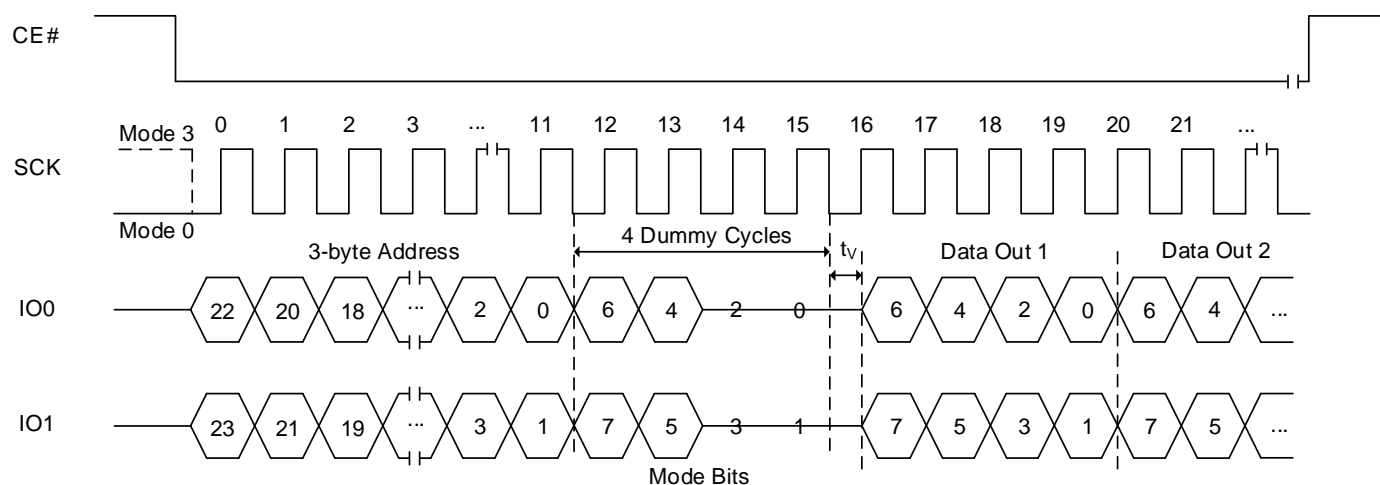 CE#
Mode 3
0 1 2 3 ... 11 12 13 14 15 16 17 18 19 20 21 ...
SCK
Mode 0
3-byte Address 4 Dummy Cycles tV Data Out 1 Data Out 2
IO0 22 20 18 ... 2 0 6 4 2 0 6 4 2 0 6 4 ...
IO1 23 21 19 ... 3 1 7 5 3 1 7 5 3 1 7 5 ...
Mode Bits